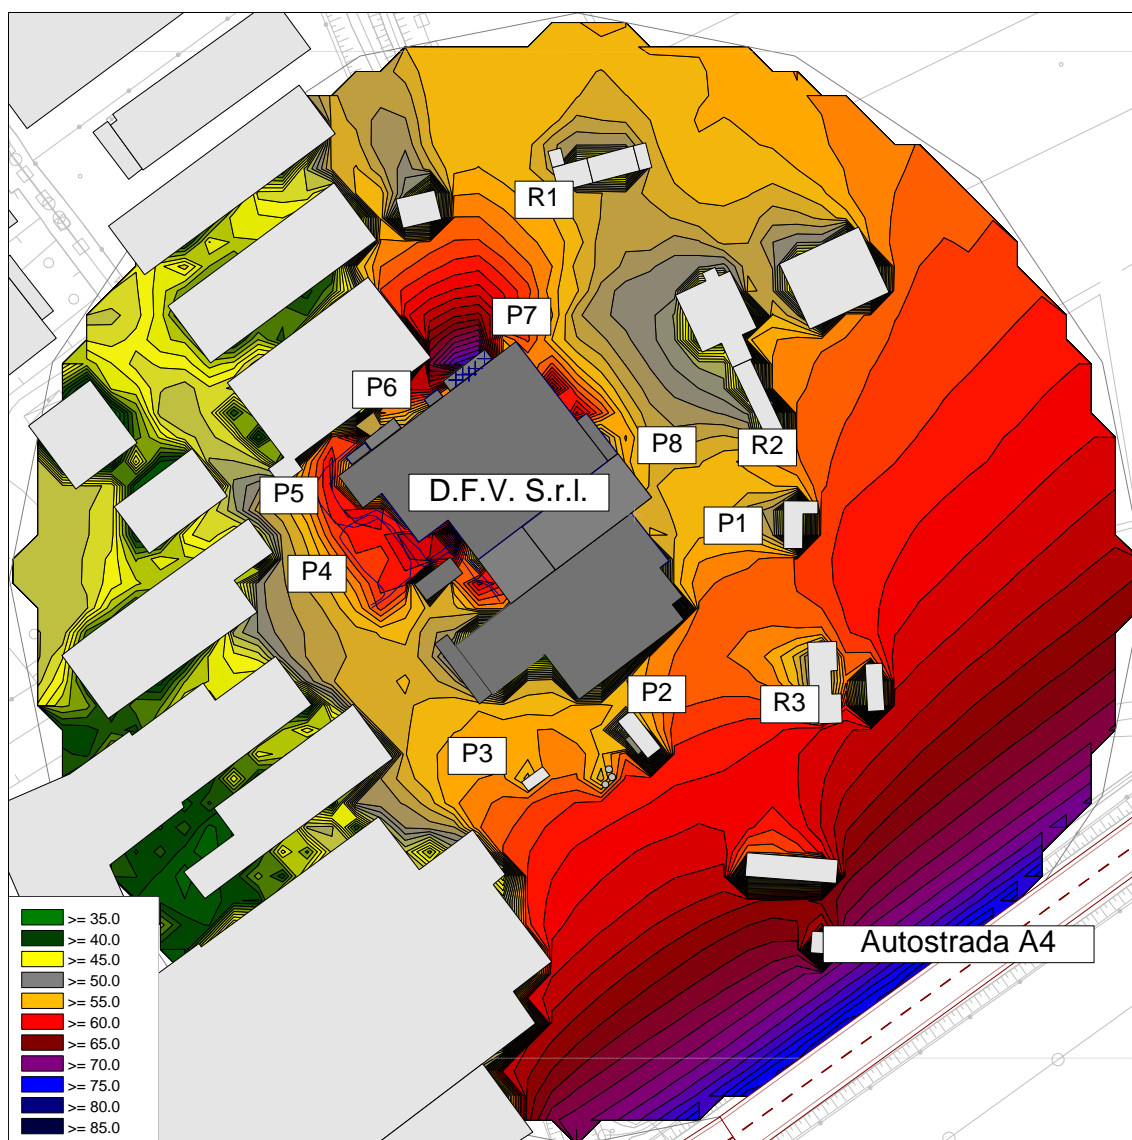 R1
P7
P6
P8
R2
D.F.V. S.r.l.
P5
P1
P4
P2
R3
P3
Autostrada A4
>= 35.0
>= 40.0
>= 45.0
>= 50.0
>= 55.0
>= 60.0
>= 65.0
>= 70.0
>= 75.0
>= 80.0
>= 85.0